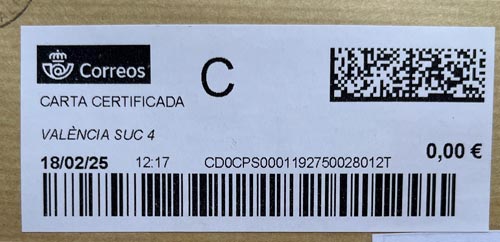 Correos
C
CARTA CERTIFICADA
VALÈNCIA SUC 4
0,00 €
18/02/25 12:17 CD0CPS0001192750028012T